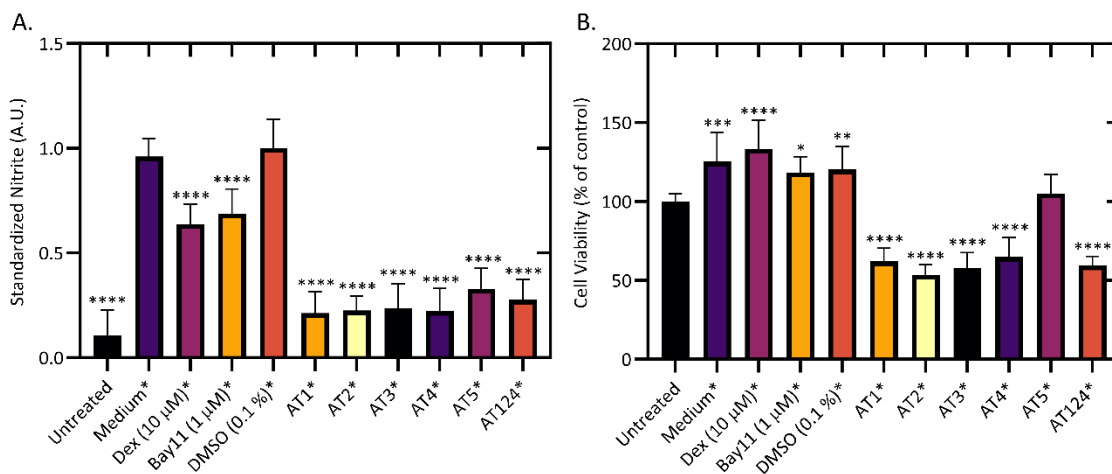 A.
Standardized Nitrite (A.U.)
1.5
1.0
0.5
0.0
****
****
****
****
****
****
****
****
****
Untreated
Medium*
Dex (10 µM)*
Bay11 (1 µM)*
DMSO (0.1 %)*
AT1*
AT2*
AT3*
AT4*
AT5*
AT124*
B.
Cell Viability (% of control)
200
150
100
50
0
***
****
*
**
****
****
****
****
****
Untreated
Medium*
Dex (10 µM)*
Bay11 (1 µM)*
DMSO (0.1 %)*
AT1*
AT2*
AT3*
AT4*
AT5*
AT124*